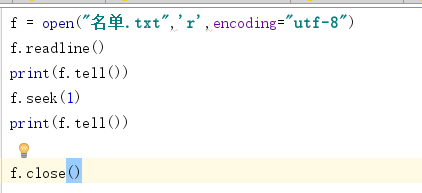 f = open("名单.txt",'r',encoding="utf-8")
f.readline()
print(f.tell())
f.seek(1)
print(f.tell())
f.close()